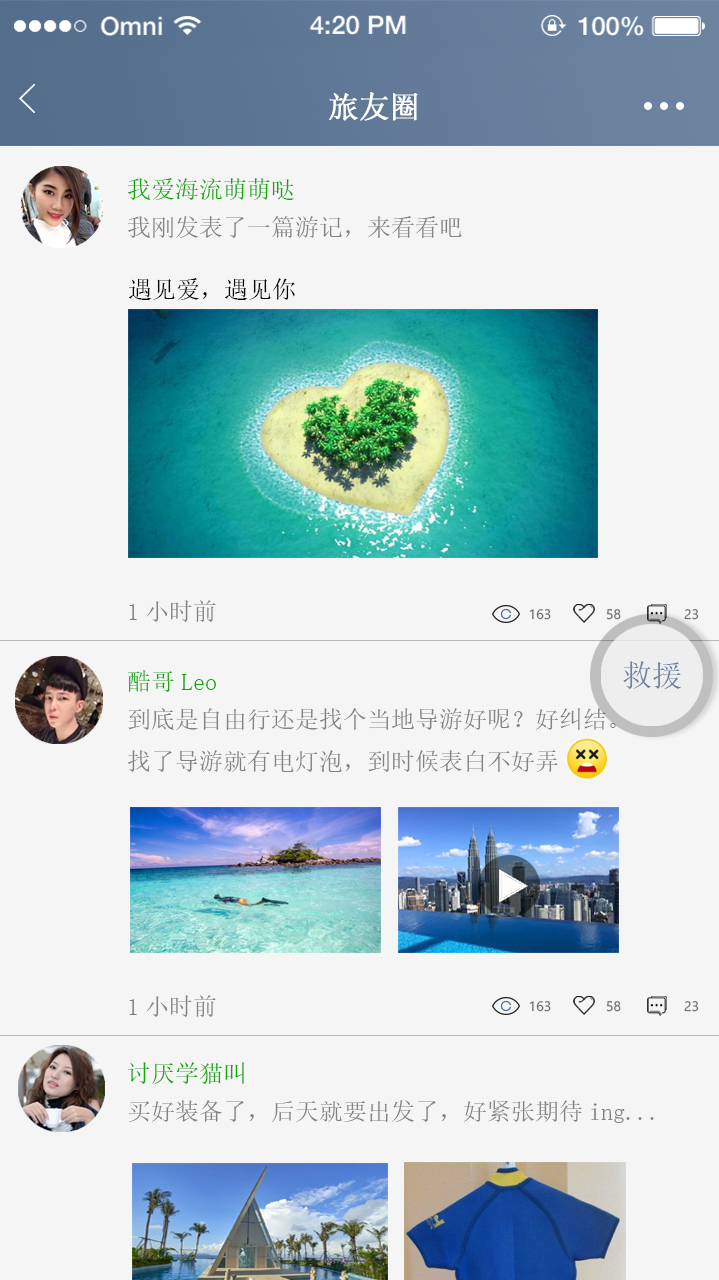 Omni
4:20 PM
100%
旅友圈
我爱海流萌萌哒
我刚发表了一篇游记，来看看吧
遇见爱，遇见你
1 小时前
163
58
23
救援
酷哥 Leo
到底是自由行还是找个当地导游好呢？好纠结。
找了导游就有电灯泡，到时候表白不好弄
1 小时前
163
58
23
讨厌学猫叫
买好装备了，后天就要出发了，好紧张期待 ing...